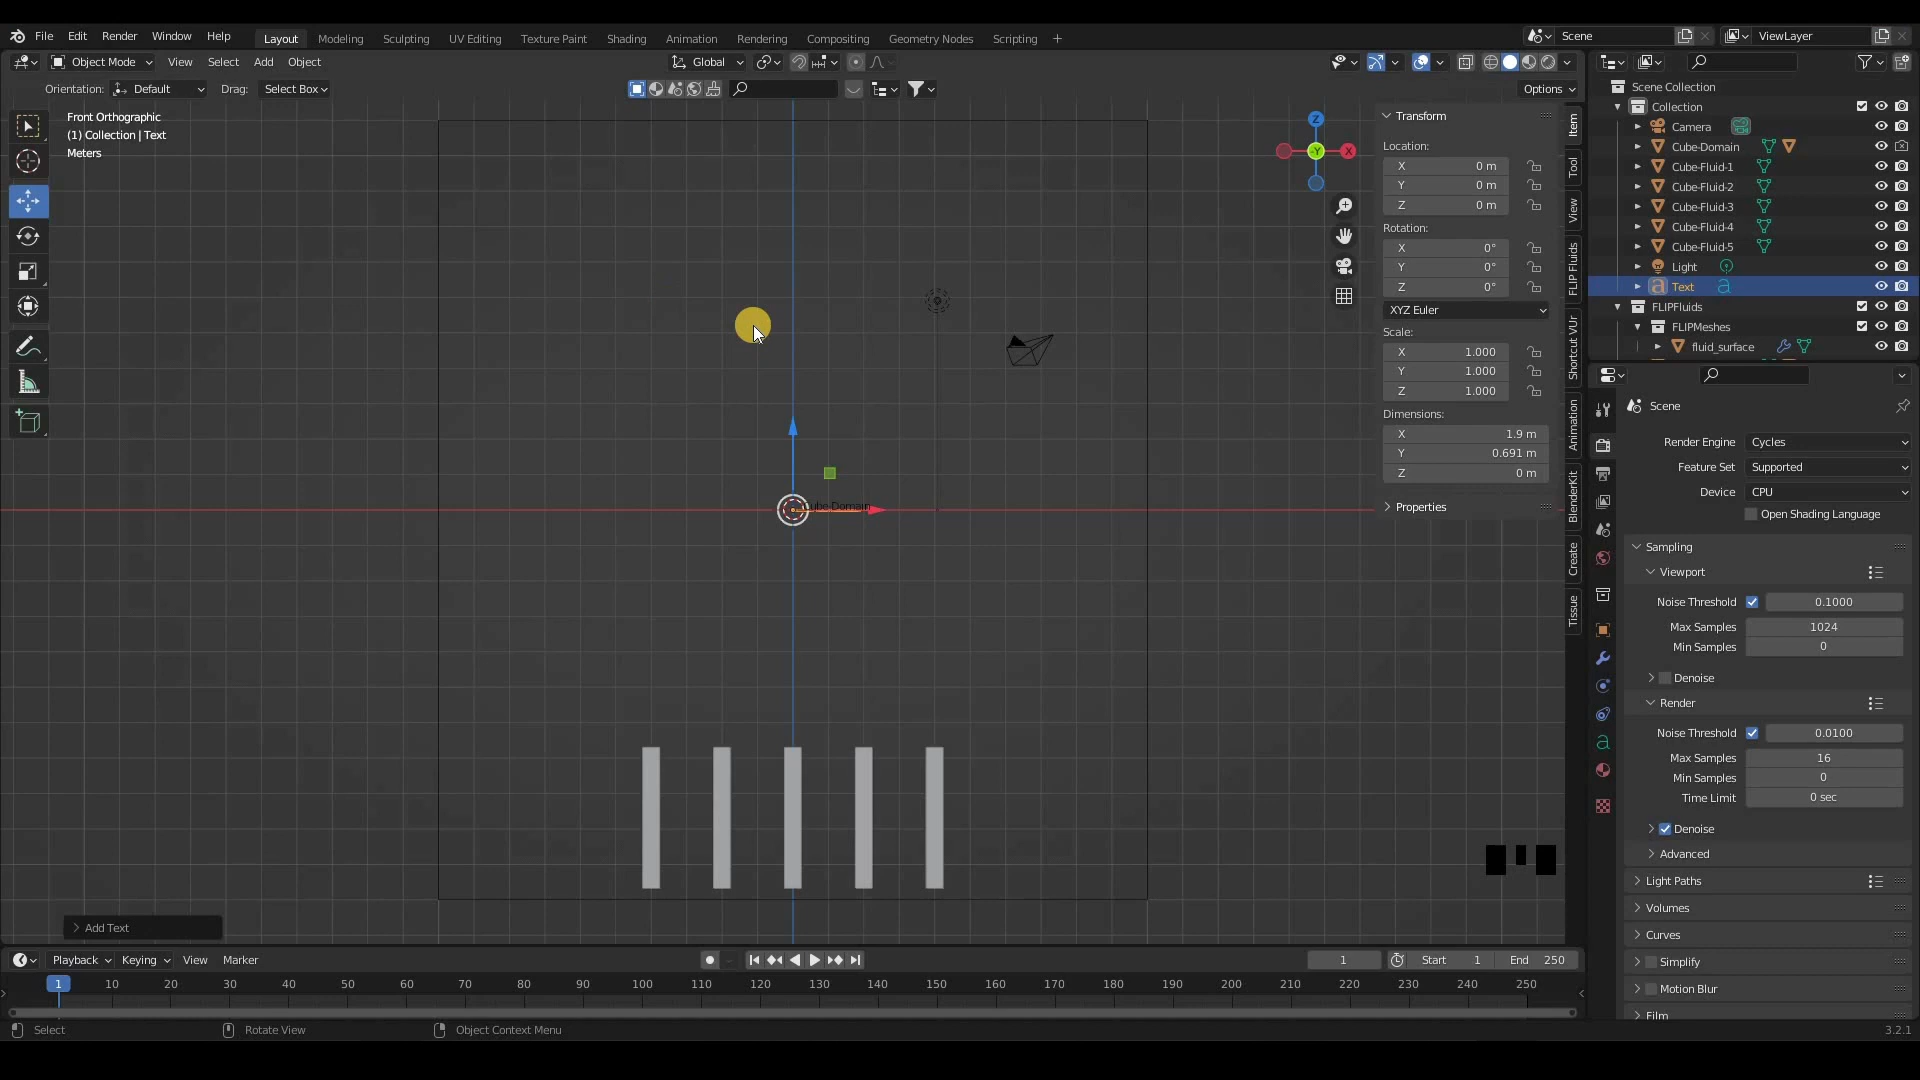 File Edit Render Window Help Layout Modeling Sculpting UV Editing Texture Paint Shading Animation Rendering Compositing Geometry Nodes Scripting + Scene ViewLayer
Object Mode View Select Add Object Global
Orientation: Default Drag: Select Box Options
Front Orthographic
(1) Collection | Text
Meters
Z
-Y
X
Cube-Domain
Transform
Location:
X 0 m
Y 0 m
Z 0 m
Rotation:
X 0°
Y 0°
Z 0°
XYZ Euler
Scale:
X 1.000
Y 1.000
Z 1.000
Dimensions:
X 1.9 m
Y 0.691 m
Z 0 m
Properties
Item
Tool
View
FLIP Fluids
Shortcut VUr
Animation
BlenderKit
Create
Tissue
Scene Collection
Collection
Camera
Cube-Domain
Cube-Fluid-1
Cube-Fluid-2
Cube-Fluid-3
Cube-Fluid-4
Cube-Fluid-5
Light
Text
FLIPFluids
FLIPMeshes
fluid_surface
Scene
Render Engine Cycles
Feature Set Supported
Device CPU
Open Shading Language
Sampling
Viewport
Noise Threshold 0.1000
Max Samples 1024
Min Samples 0
Denoise
Render
Noise Threshold 0.0100
Max Samples 16
Min Samples 0
Time Limit 0 sec
Denoise
Advanced
Light Paths
Volumes
Curves
Simplify
Motion Blur
Film
Add Text
Playback Keying View Marker 1 Start 1 End 250
1 10 20 30 40 50 60 70 80 90 100 110 120 130 140 150 160 170 180 190 200 210 220 230 240 250
Select Rotate View Object Context Menu 3.2.1